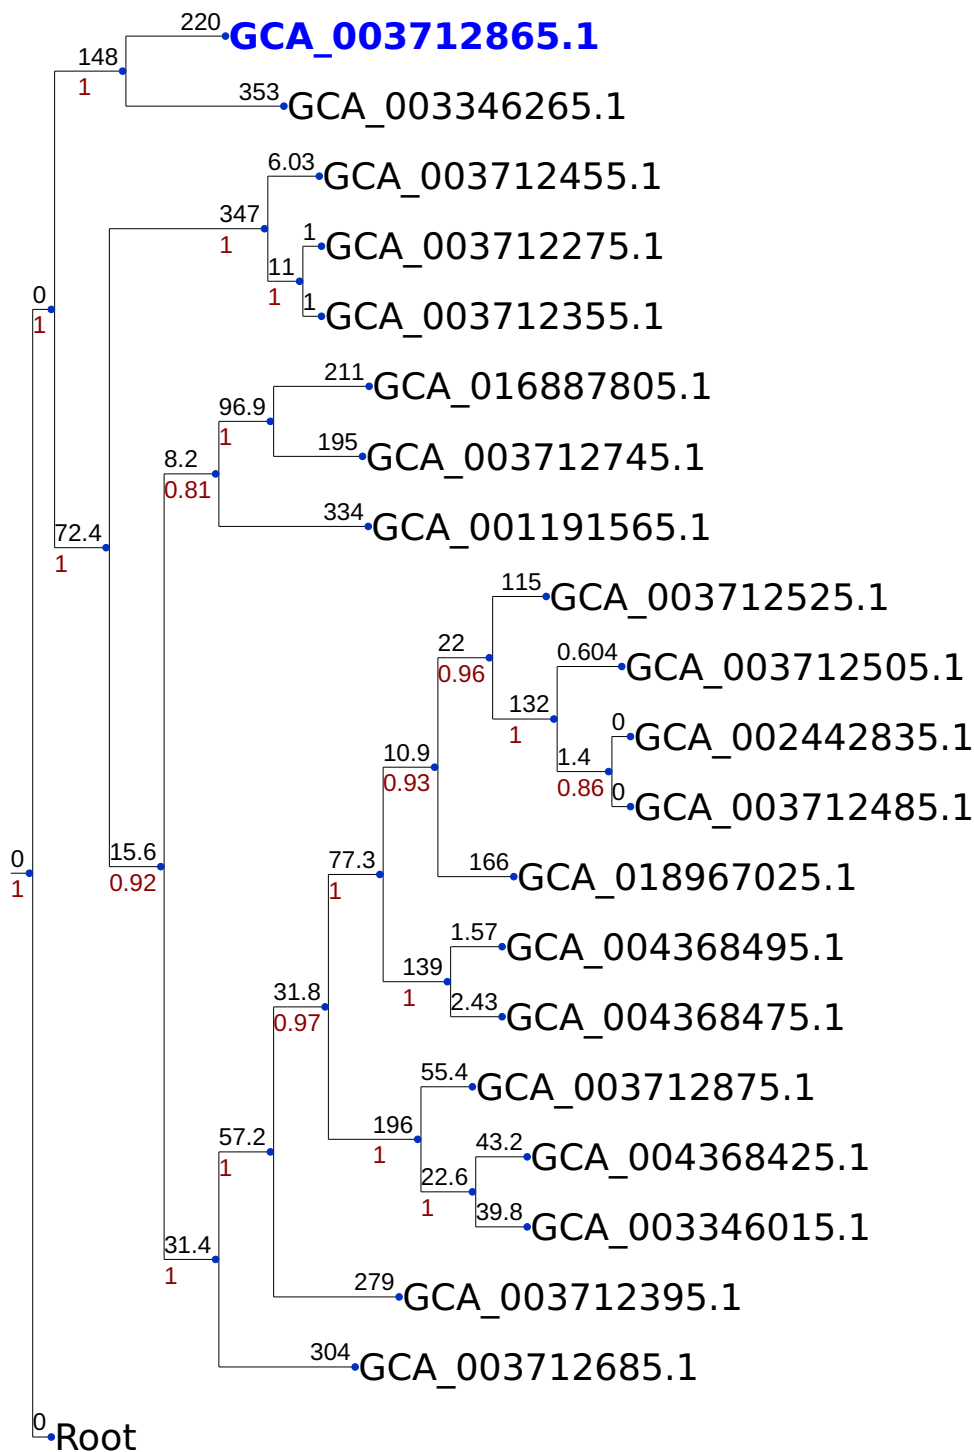 220
GCA_003712865.1
148
1
353
GCA_003346265.1
6.03
GCA_003712455.1
347
1
1
GCA_003712275.1
11
1
1
GCA_003712355.1
0
1
211
GCA_016887805.1
96.9
1
195
GCA_003712745.1
8.2
0.81
334
GCA_001191565.1
72.4
1
115
GCA_003712525.1
22
0.96
0.604
GCA_003712505.1
132
1
0
GCA_002442835.1
1.4
0.86
0
GCA_003712485.1
10.9
0.93
15.6
0.92
0
1
77.3
1
166
GCA_018967025.1
1.57
GCA_004368495.1
139
1
2.43
GCA_004368475.1
31.8
0.97
55.4
GCA_003712875.1
196
1
43.2
GCA_004368425.1
57.2
1
22.6
1
39.8
GCA_003346015.1
31.4
1
279
GCA_003712395.1
304
GCA_003712685.1
0
Root